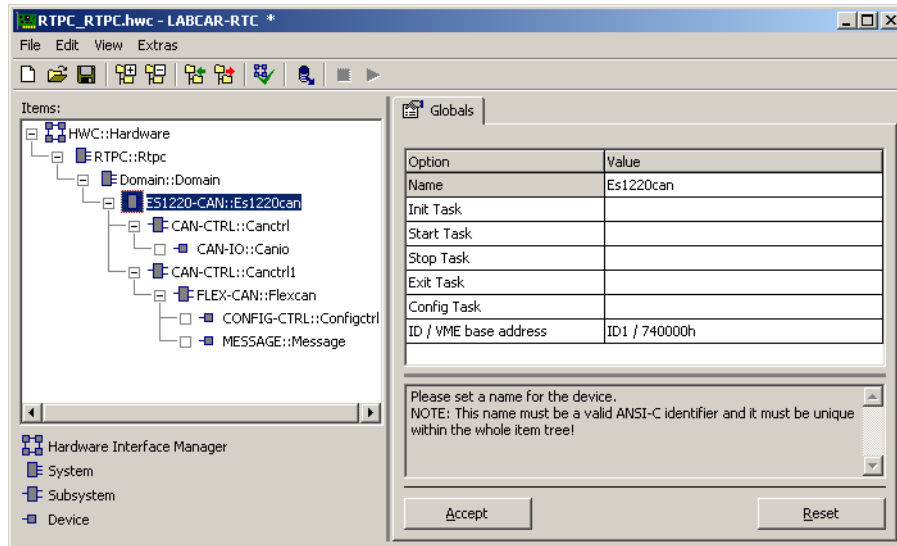 RTPC_RTPC.hwc - LABCAR-RTC *
File Edit View Extras
Items:
HWC::Hardware
RTPC::Rtpc
Domain::Domain
ES1220-CAN::Es1220can
CAN-CTRL::Canctrl
CAN-IO::Canio
CAN-CTRL::Canctrl1
FLEX-CAN::Flexcan
CONFIG-CTRL::Configctrl
MESSAGE::Message
Hardware Interface Manager
System
Subsystem
Device
Globals
Option Value
Name Es1220can
Init Task
Start Task
Stop Task
Exit Task
Config Task
ID / VME base address ID1 / 740000h
Please set a name for the device.
NOTE: This name must be a valid ANSI-C identifier and it must be unique
within the whole item tree!
Accept Reset